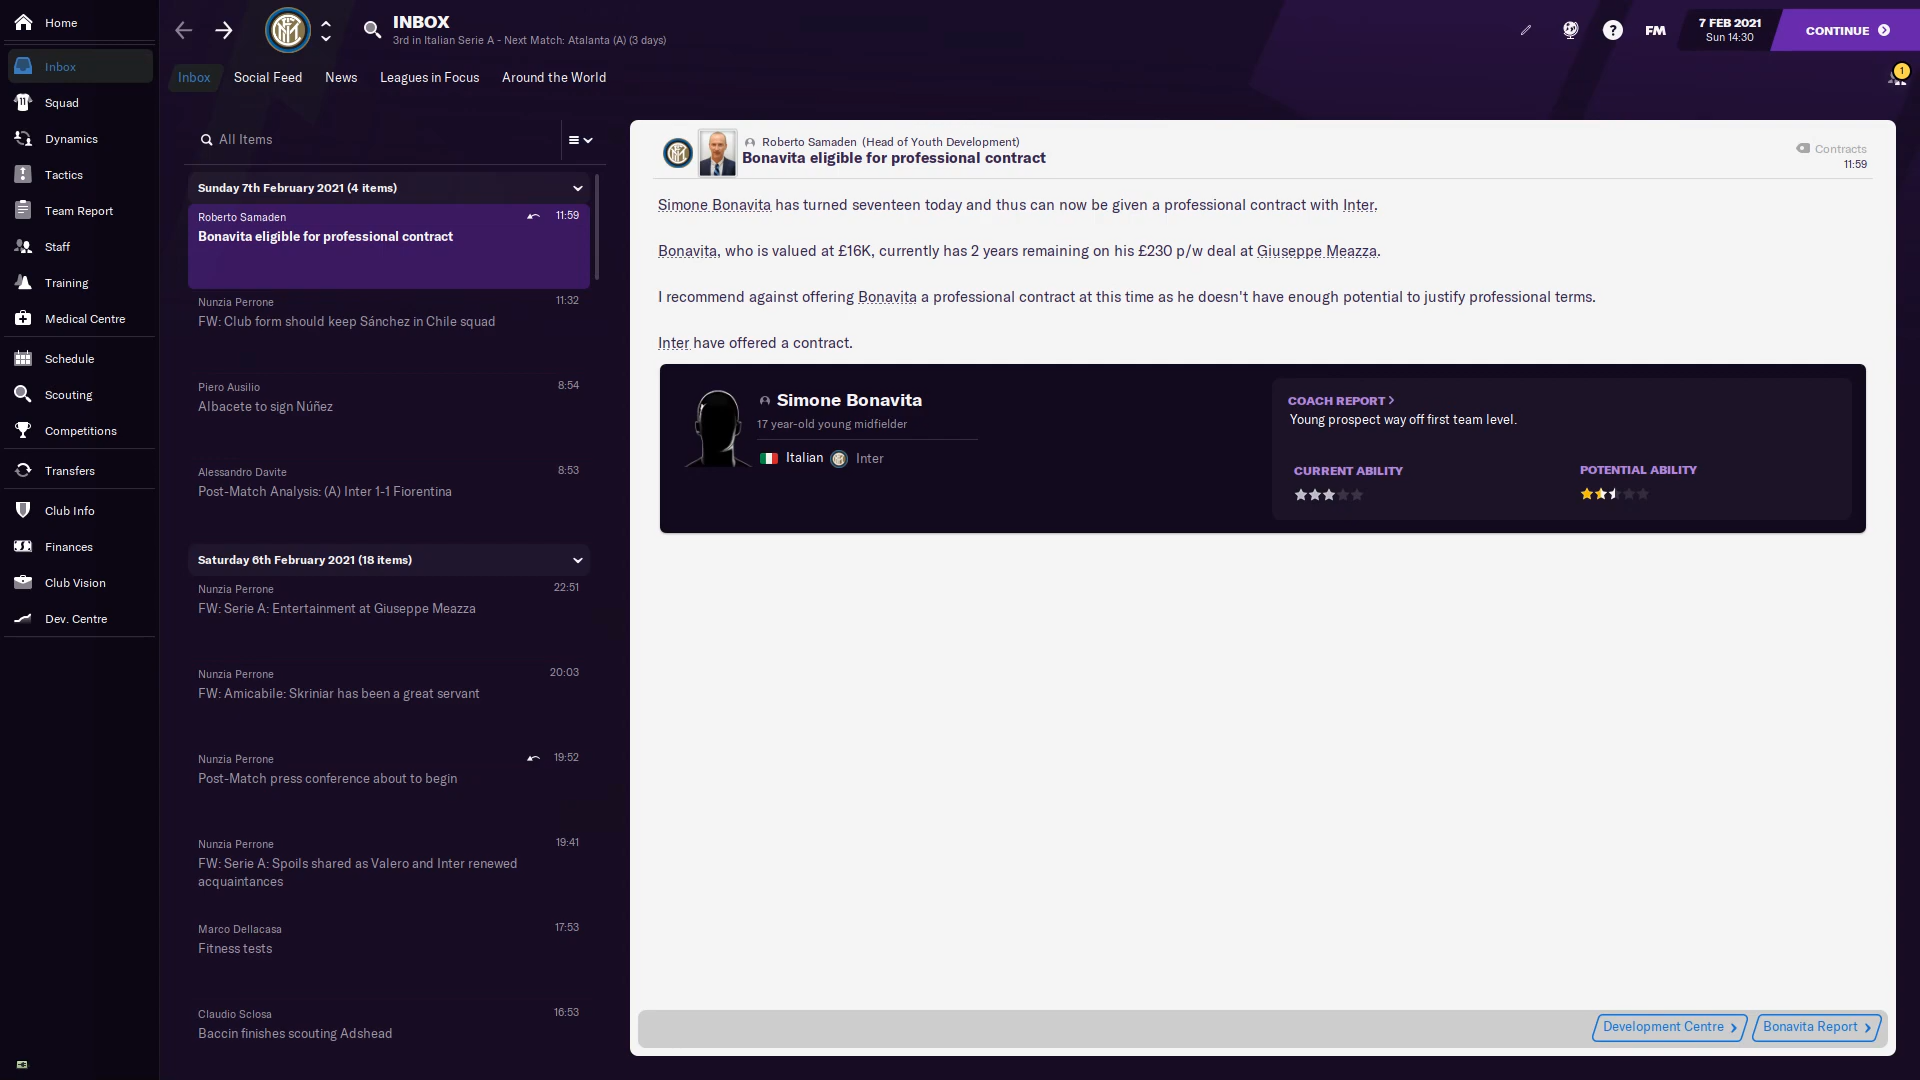 Home
Inbox
Squad
Dynamics
Tactics
Team Report
Staff
Training
Medical Centre
Schedule
Scouting
Competitions
Transfers
Club Info
Finances
Club Vision
Dev. Centre
INBOX
3rd in Italian Serie A - Next Match: Atalanta (A) (3 days)
FM
7 FEB 2021
Sun 14:30
CONTINUE
1
Inbox Social Feed News Leagues in Focus Around the World
All Items
Sunday 7th February 2021 (4 items)
Roberto Samaden 11:59
Bonavita eligible for professional contract
Nunzia Perrone 11:32
FW: Club form should keep Sánchez in Chile squad
Piero Ausilio 8:54
Albacete to sign Núñez
Alessandro Davite 8:53
Post-Match Analysis: (A) Inter 1-1 Fiorentina
Saturday 6th February 2021 (18 items)
Nunzia Perrone 22:51
FW: Serie A: Entertainment at Giuseppe Meazza
Nunzia Perrone 20:03
FW: Amicabile: Skriniar has been a great servant
Nunzia Perrone 19:52
Post-Match press conference about to begin
Nunzia Perrone 19:41
FW: Serie A: Spoils shared as Valero and Inter renewed
acquaintances
Marco Dellacasa 17:53
Fitness tests
Claudio Sclosa 16:53
Baccin finishes scouting Adshead
Roberto Samaden (Head of Youth Development)
Bonavita eligible for professional contract
Contracts
11:59
Simone Bonavita has turned seventeen today and thus can now be given a professional contract with Inter.
Bonavita, who is valued at £16K, currently has 2 years remaining on his £230 p/w deal at Giuseppe Meazza.
I recommend against offering Bonavita a professional contract at this time as he doesn't have enough potential to justify professional terms.
Inter have offered a contract.
Simone Bonavita
17 year-old young midfielder
Italian Inter
COACH REPORT >
Young prospect way off first team level.
CURRENT ABILITY
POTENTIAL ABILITY
Development Centre >
Bonavita Report >